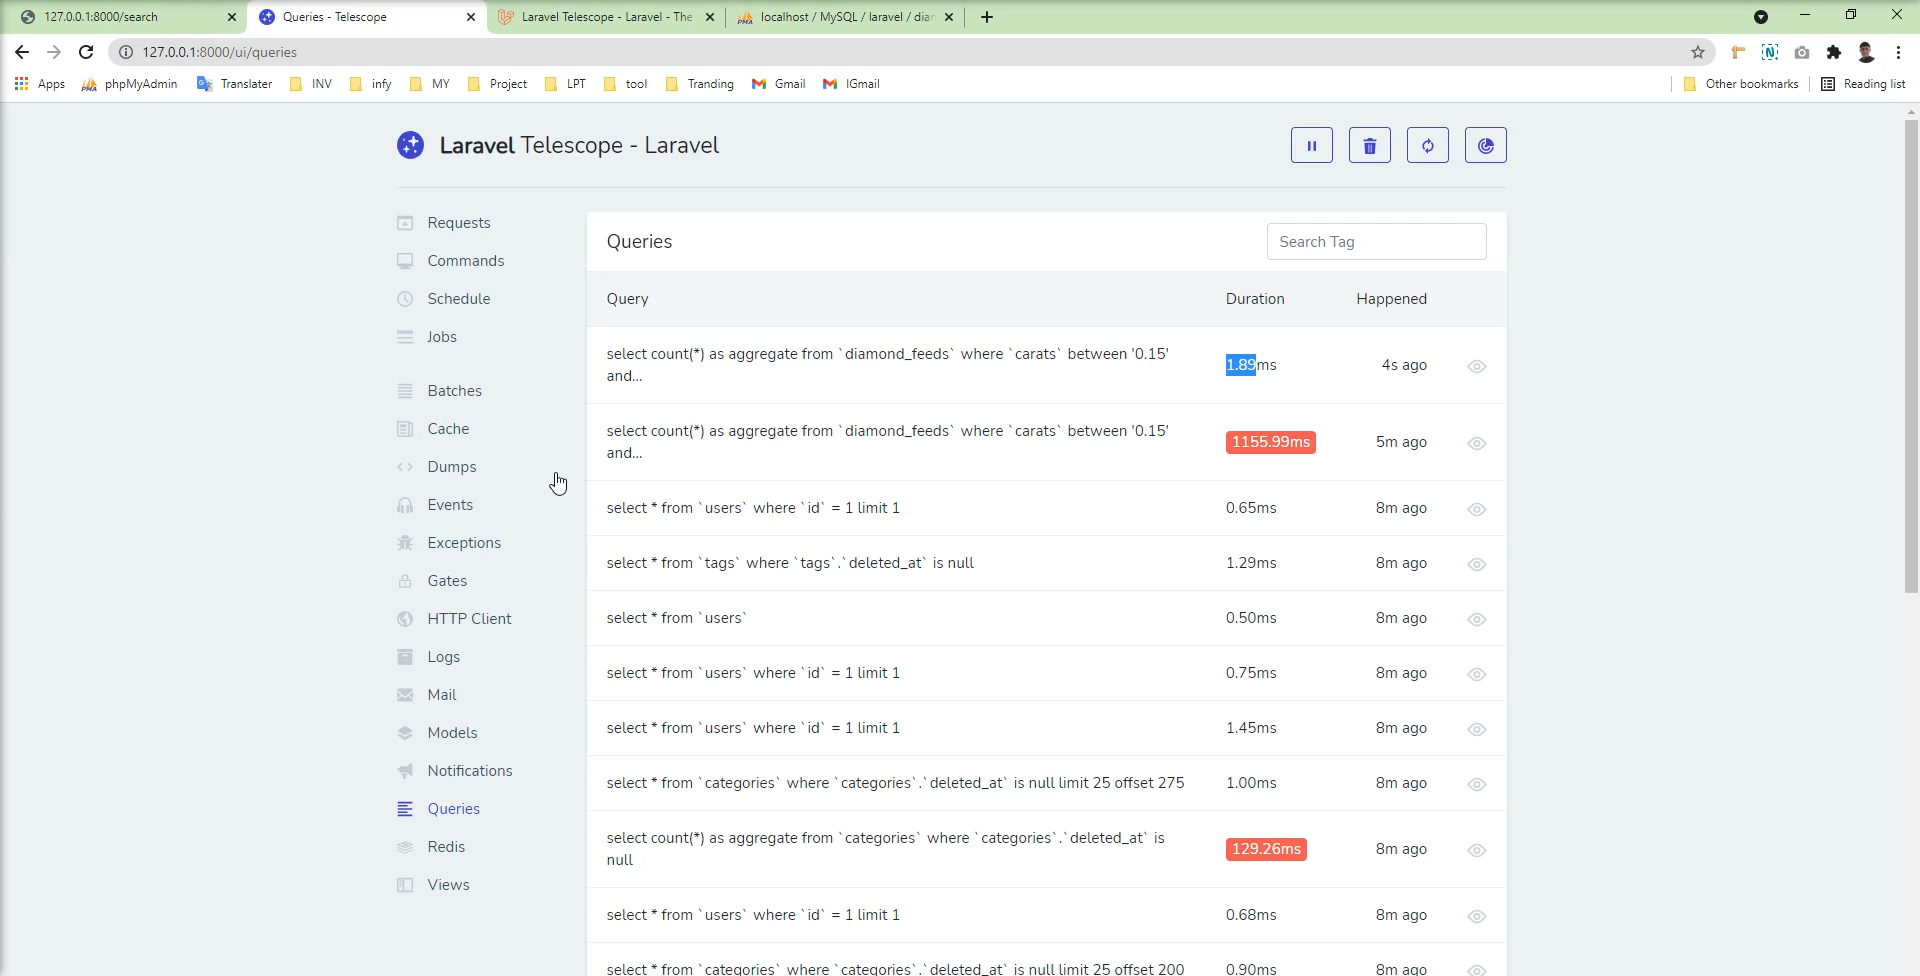 127.0.0.1:8000/search
Queries - Telescope
Laravel Telescope - Laravel - The
localhost / MySQL / laravel / diam
127.0.0.1:8000/ui/queries
Apps
phpMyAdmin
Translater
INV
infy
MY
Project
LPT
tool
Tranding
Gmail
IGmail
Other bookmarks
Reading list
Laravel Telescope - Laravel
Requests
Commands
Schedule
Jobs
Batches
Cache
Dumps
Events
Exceptions
Gates
HTTP Client
Logs
Mail
Models
Notifications
Queries
Redis
Views
Queries
Search Tag
Query Duration Happened
select count(*) as aggregate from `diamond_feeds` where `carats` between '0.15'
and... 1.89ms 4s ago
select count(*) as aggregate from `diamond_feeds` where `carats` between '0.15'
and... 1155.99ms 5m ago
select * from `users` where `id` = 1 limit 1 0.65ms 8m ago
select * from `tags` where `tags`.`deleted_at` is null 1.29ms 8m ago
select * from `users` 0.50ms 8m ago
select * from `users` where `id` = 1 limit 1 0.75ms 8m ago
select * from `users` where `id` = 1 limit 1 1.45ms 8m ago
select * from `categories` where `categories`.`deleted_at` is null limit 25 offset 275 1.00ms 8m ago
select count(*) as aggregate from `categories` where `categories`.`deleted_at` is
null 129.26ms 8m ago
select * from `users` where `id` = 1 limit 1 0.68ms 8m ago
select * from `categories` where `categories`.`deleted_at` is null limit 25 offset 200 0.90ms 8m ago